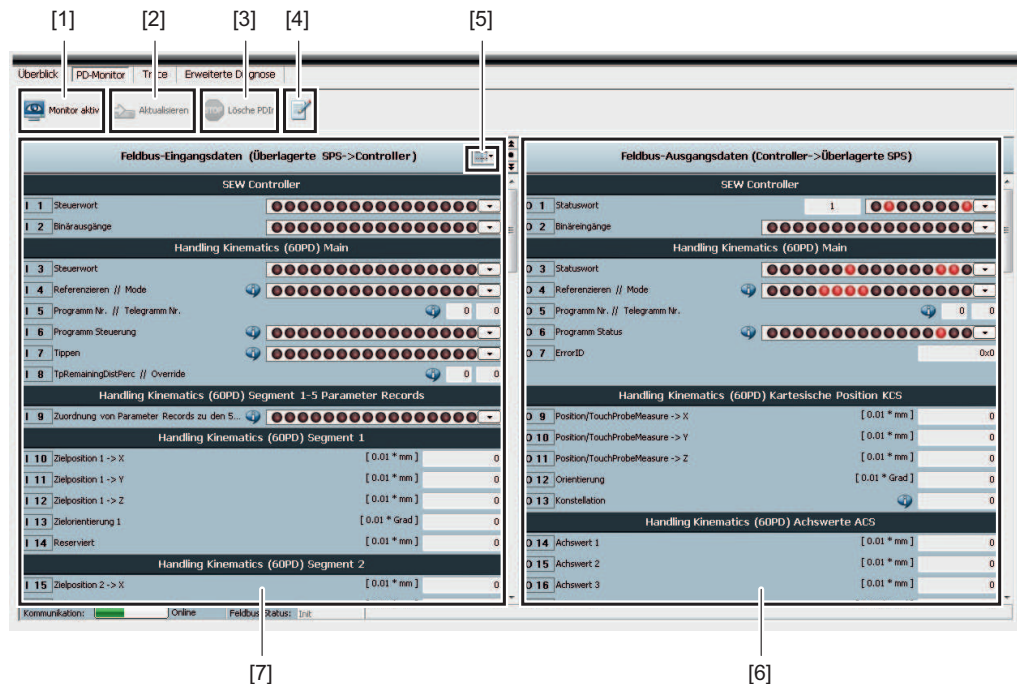 [1] [2] [3] [4] [5]
Überblick PD-Monitor Trace Erweiterte Diagnose
Monitor aktiv Aktualisieren Lösche PDI
Feldbus-Eingangsdaten (Überlagerte SPS->Controller)
SEW Controller
I 1 Steuerwort
I 2 Binärausgänge
Handling Kinematics (60PD) Main
I 3 Steuerwort
I 4 Referenzieren // Mode
I 5 Programm Nr. // Telegramm Nr. 0 0
I 6 Programm Steuerung
I 7 Tippen
I 8 TpRemainingDistPerc // Override 0 0
Handling Kinematics (60PD) Segment 1-5 Parameter Records
I 9 Zuordnung von Parameter Records zu den S...
Handling Kinematics (60PD) Segment 1
I 10 Zielposition 1 -> X [ 0.01 * mm ] 0
I 11 Zielposition 1 -> Y [ 0.01 * mm ] 0
I 12 Zielposition 1 -> Z [ 0.01 * mm ] 0
I 13 Zielorientierung 1 [ 0.01 * Grad ] 0
I 14 Reserviert [ 0.01 * mm ] 0
Handling Kinematics (60PD) Segment 2
I 15 Zielposition 2 -> X [ 0.01 * mm ] 0
Feldbus-Ausgangsdaten (Controller->Überlagerte SPS)
SEW Controller
O 1 Statuswort 1
O 2 Binäreingänge
Handling Kinematics (60PD) Main
O 3 Statuswort
O 4 Referenzieren // Mode
O 5 Programm Nr. // Telegramm Nr. 0 0
O 6 Programm Status
O 7 ErrorID 0x0
Handling Kinematics (60PD) Kartesische Position KCS
O 9 Position/TouchProbeMeasure -> X [ 0.01 * mm ] 0
O 10 Position/TouchProbeMeasure -> Y [ 0.01 * mm ] 0
O 11 Position/TouchProbeMeasure -> Z [ 0.01 * mm ] 0
O 12 Orientierung [ 0.01 * Grad ] 0
O 13 Konstellation 0
Handling Kinematics (60PD) Achswerte ACS
O 14 Achswert 1 [ 0.01 * mm ] 0
O 15 Achswert 2 [ 0.01 * mm ] 0
O 16 Achswert 3 [ 0.01 * mm ] 0
Kommunikation: Online Feldbus Status: Init
[7] [6]